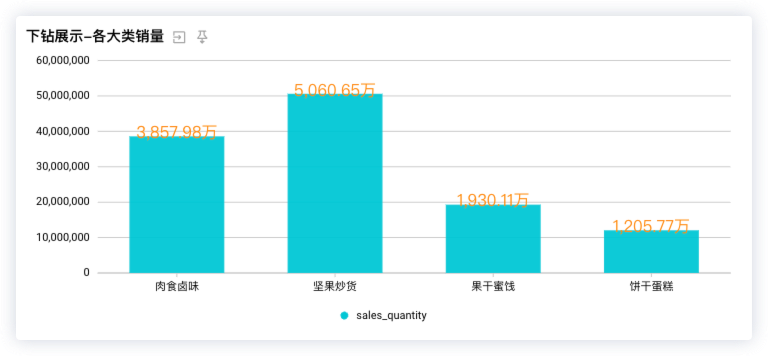 下钻展示-各大类销量
60,000,000
50,000,000
40,000,000
30,000,000
20,000,000
10,000,000
0
3,857.98万
5,060.65万
1,930.11万
1,205.77万
肉食卤味
坚果炒货
果干蜜饯
饼干蛋糕
sales_quantity